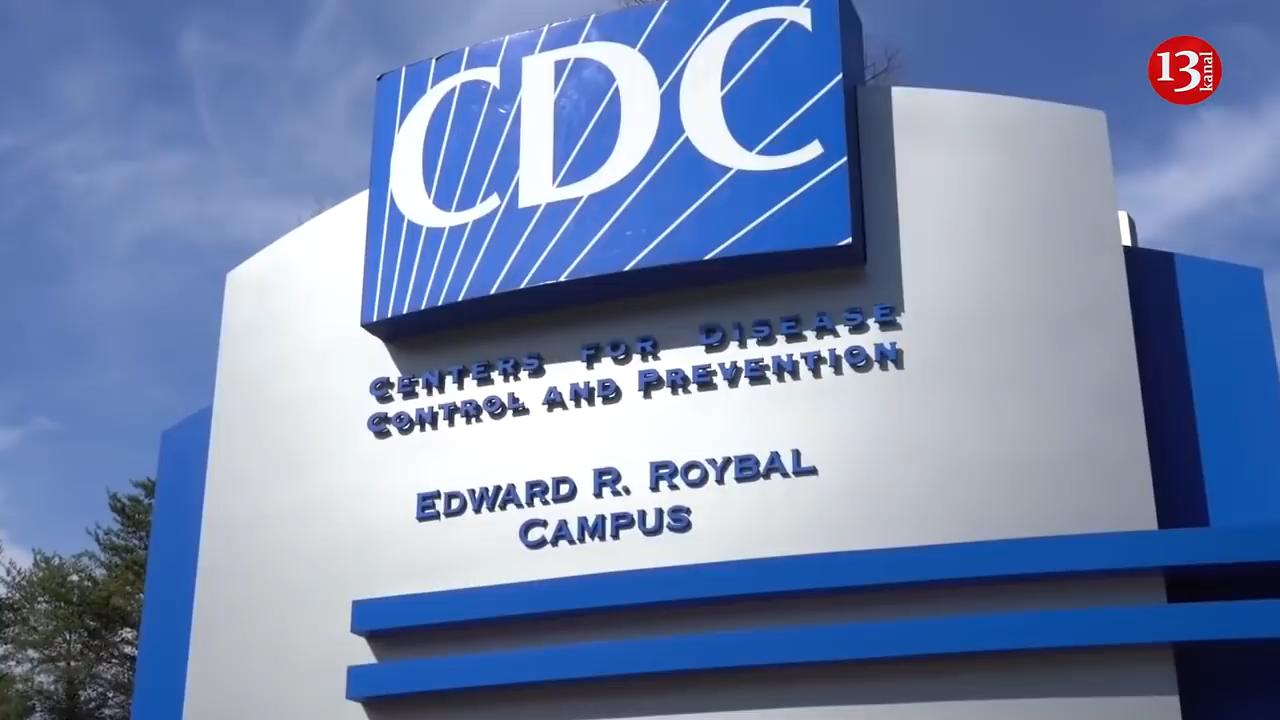 CDC
13
kanal
CENTERS FOR DISEASE
CONTROL AND PREVENTION
EDWARD R. ROYBAL
CAMPUS